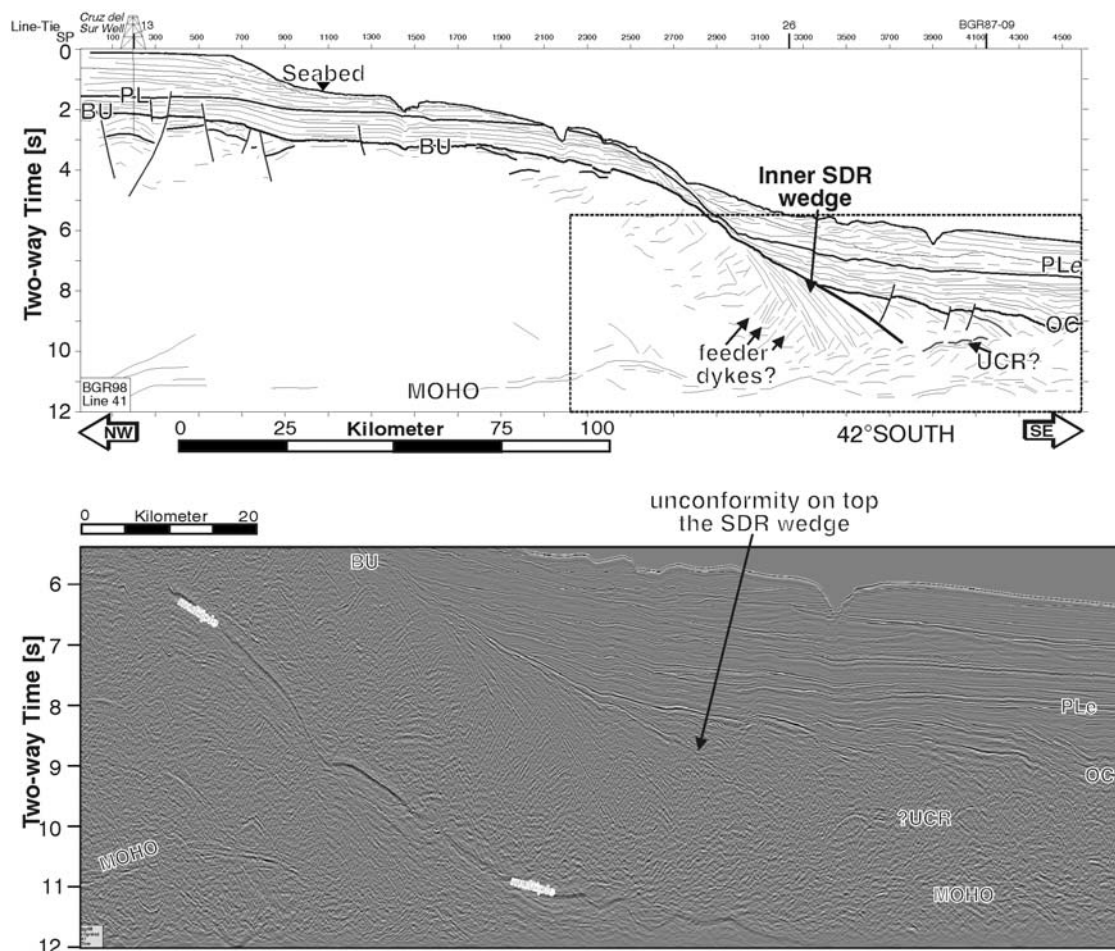 Line-Tie
Cruz del
Sur Well
13
26
BGR87-09
SP
100
300
500
700
900
1100
1300
1500
1700
1900
2100
2300
2500
2700
2900
3100
3300
3500
3700
3900
4100
4300
4500
0
2
4
6
8
10
12
Two-way Time [s]
Seabed
PL
BU
BU
Inner SDR
wedge
PLe
OC
feeder
dykes?
UCR?
MOHO
BGR98
Line 41
NW
0
25
Kilometer
75
100
42°SOUTH
SE
unconformity on top
the SDR wedge
0
Kilometer
20
6
7
8
9
10
11
12
Two-way Time [s]
BU
multiple
PLe
OC
?UCR
MOHO
multiple
MOHO